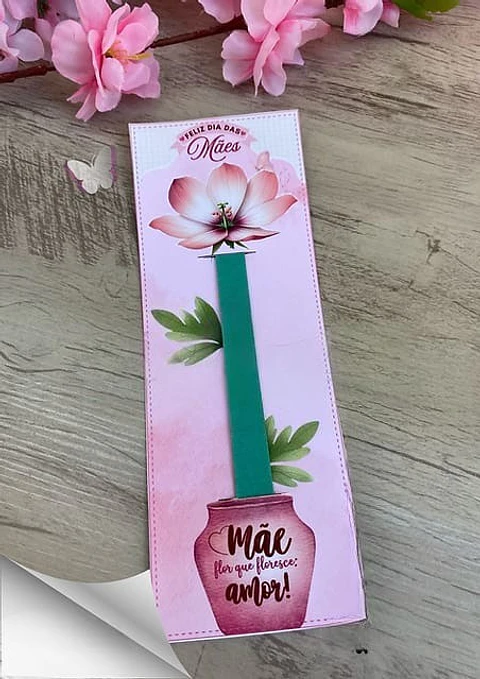 FELIZ DIA DAS
Mães
Mãe
flor que floresce:
amor!